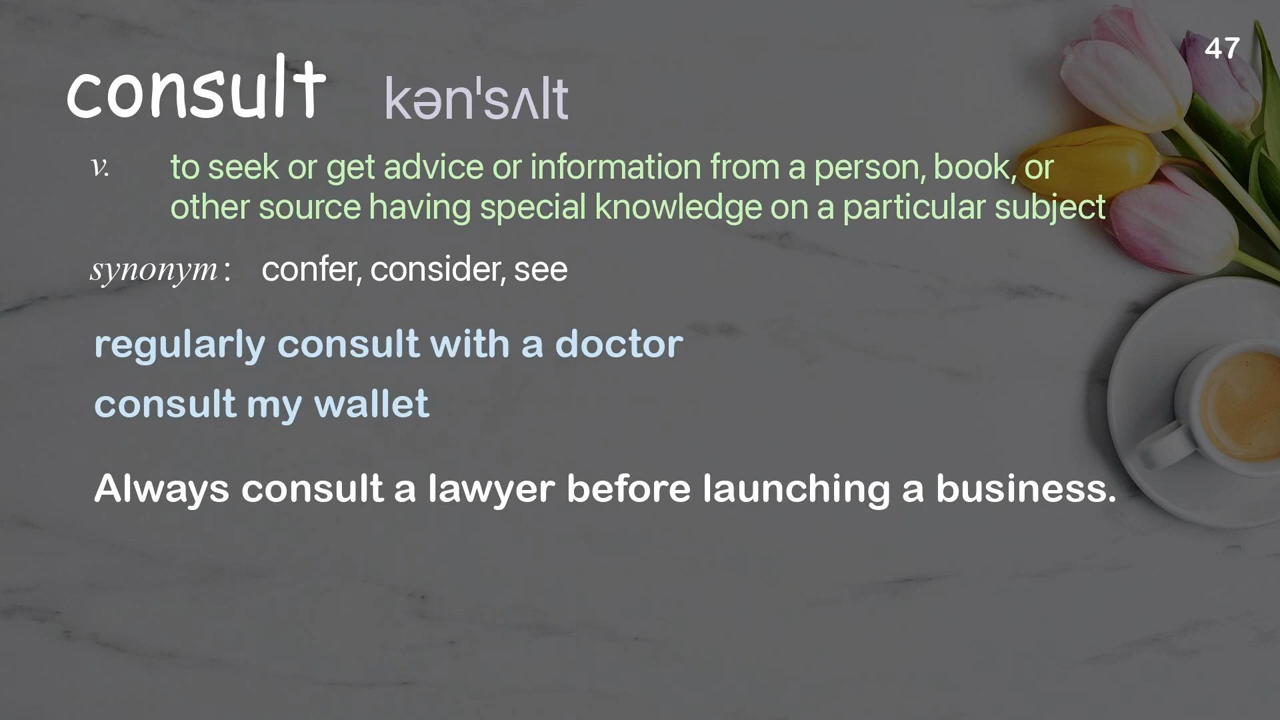 47
consult kən'sʌlt
v. to seek or get advice or information from a person, book, or
other source having special knowledge on a particular subject
synonym: confer, consider, see
regularly consult with a doctor
consult my wallet
Always consult a lawyer before launching a business.